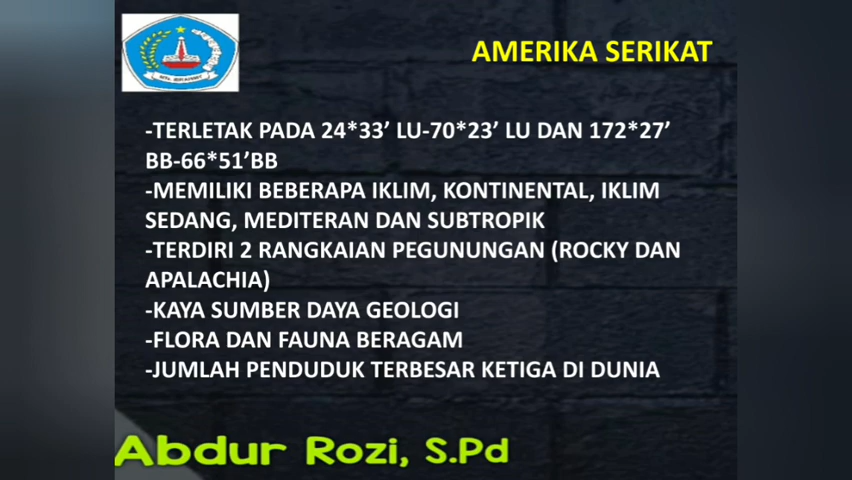 AMERIKA SERIKAT
-TERLETAK PADA 24*33’ LU-70*23’ LU DAN 172*27’
BB-66*51’BB
-MEMILIKI BEBERAPA IKLIM, KONTINENTAL, IKLIM
SEDANG, MEDITERAN DAN SUBTROPIK
-TERDIRI 2 RANGKAIAN PEGUNUNGAN (ROCKY DAN
APALACHIA)
-KAYA SUMBER DAYA GEOLOGI
-FLORA DAN FAUNA BERAGAM
-JUMLAH PENDUDUK TERBESAR KETIGA DI DUNIA
Abdur Rozi, S.Pd